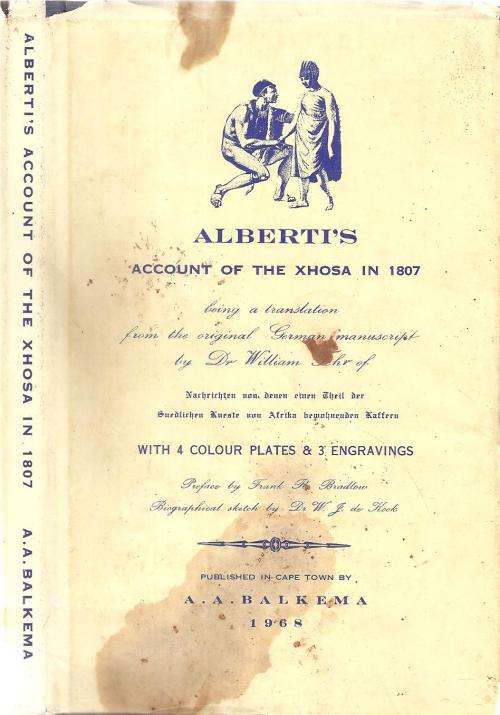 ALBERTI'S ACCOUNT OF THE XHOSA IN 1807 A.A. BALKEMA
ALBERTI'S
ACCOUNT OF THE XHOSA IN 1807
being a translation
from the original German manuscript
by Dr William of
Nachrichten von denen einen Theil der
Suedlichen Kueste von Afrika bewohnenden Kaffern
WITH 4 COLOUR PLATES & 3 ENGRAVINGS
Preface by Frank R. Bradlow
Biographical sketch by Dr W. J. de Kock
PUBLISHED IN CAPE TOWN BY
A. A. BALKEMA
1968